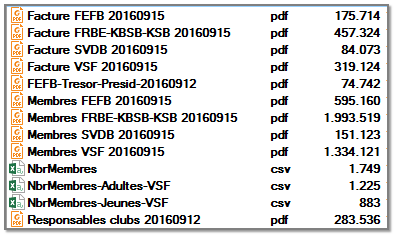 Facture FEFB 20160915 pdf 175.714
Facture FRBE-KBSB-KSB 20160915 pdf 457.324
Facture SVDB 20160915 pdf 84.073
Facture VSF 20160915 pdf 319.124
FEFB-Tresor-Presid-20160912 pdf 74.742
Membres FEFB 20160915 pdf 595.160
Membres FRBE-KBSB-KSB 20160915 pdf 1.993.519
Membres SVDB 20160915 pdf 151.123
Membres VSF 20160915 pdf 1.334.121
NbrMembres csv 1.749
NbrMembres-Adultes-VSF csv 1.225
NbrMembres-Jeunes-VSF csv 883
Responsables clubs 20160912 pdf 283.536